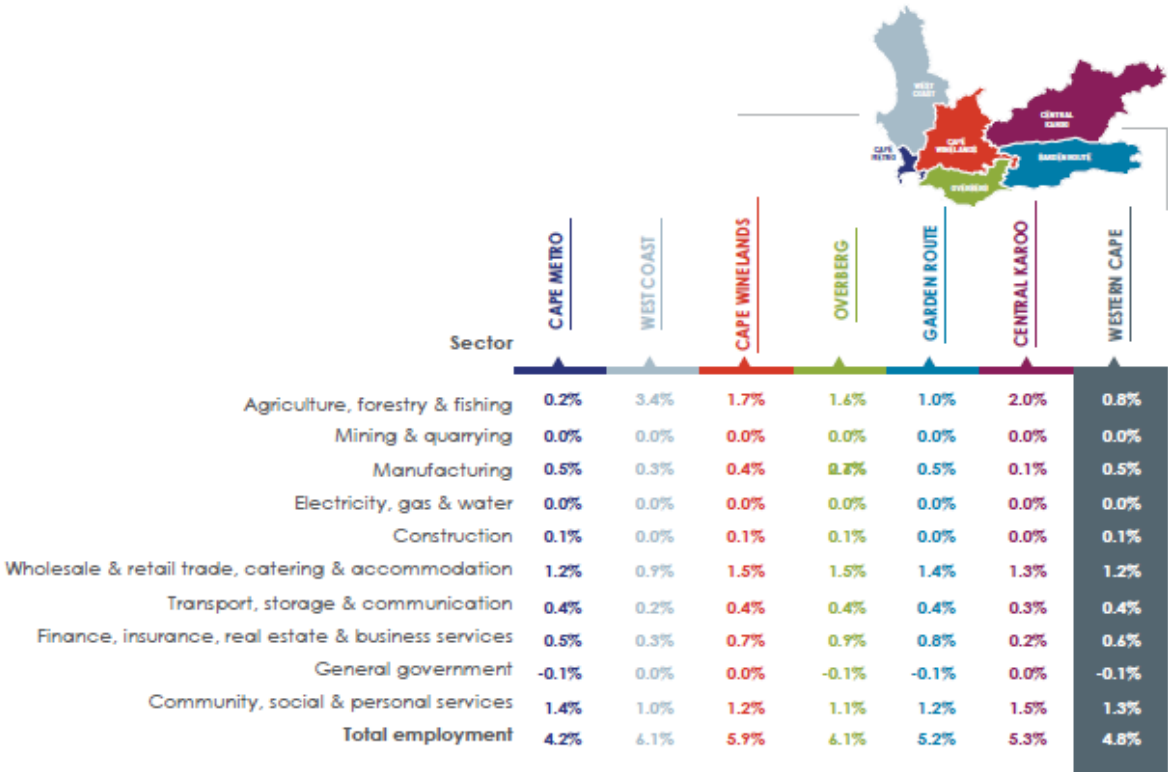 WEST
COAST
CENTRAL
KAROO
CAPE
METRO
CAPE
WINELANDS
GARDEN ROUTE
OVERBERG
Sector CAPE METRO WEST COAST CAPE WINELANDS OVERBERG GARDEN ROUTE CENTRAL KAROO WESTERN CAPE
Agriculture, forestry & fishing 0.2% 3.4% 1.7% 1.6% 1.0% 2.0% 0.8%
Mining & quarrying 0.0% 0.0% 0.0% 0.0% 0.0% 0.0% 0.0%
Manufacturing 0.5% 0.3% 0.4% 0.5% 0.1% 0.5%
Electricity, gas & water 0.0% 0.0% 0.0% 0.0% 0.0% 0.0% 0.0%
Construction 0.1% 0.0% 0.1% 0.1% 0.0% 0.0% 0.1%
Wholesale & retail trade, catering & accommodation 1.2% 0.9% 1.5% 1.5% 1.4% 1.3% 1.2%
Transport, storage & communication 0.4% 0.2% 0.4% 0.4% 0.4% 0.3% 0.4%
Finance, insurance, real estate & business services 0.5% 0.3% 0.7% 0.9% 0.8% 0.2% 0.6%
General government -0.1% 0.0% 0.0% -0.1% -0.1% 0.0% -0.1%
Community, social & personal services 1.4% 1.0% 1.2% 1.1% 1.2% 1.5% 1.3%
Total employment 4.2% 6.1% 5.9% 6.1% 5.2% 5.3% 4.8%